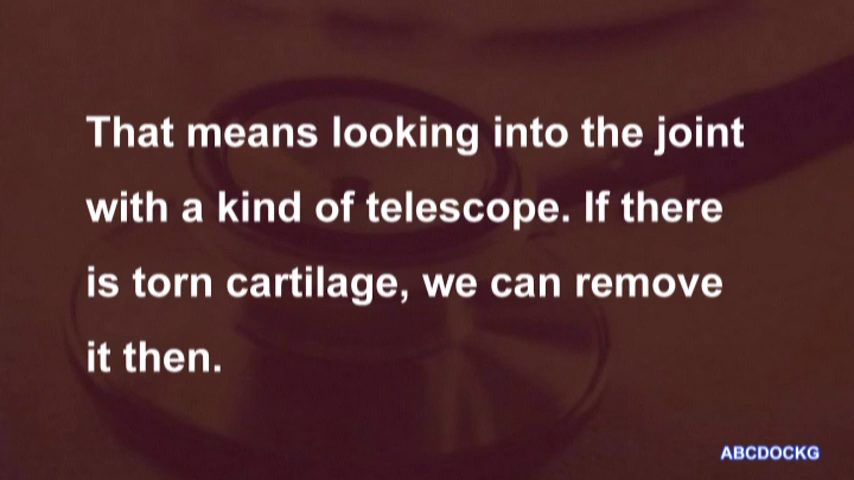 That means looking into the joint
with a kind of telescope. If there
is torn cartilage, we can remove
it then.
ABCDOCKG